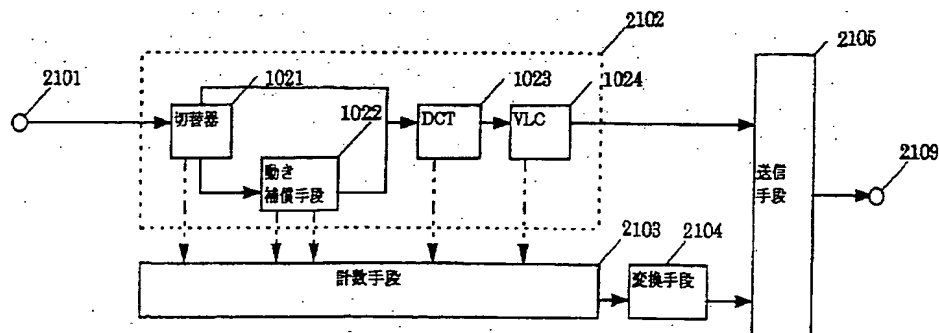 2102
2105
2101
1021
1022
1023
1024
切替器
DCT
VLC
2109
動き
補償手段
送信
手段
2103
2104
計数手段
変換手段